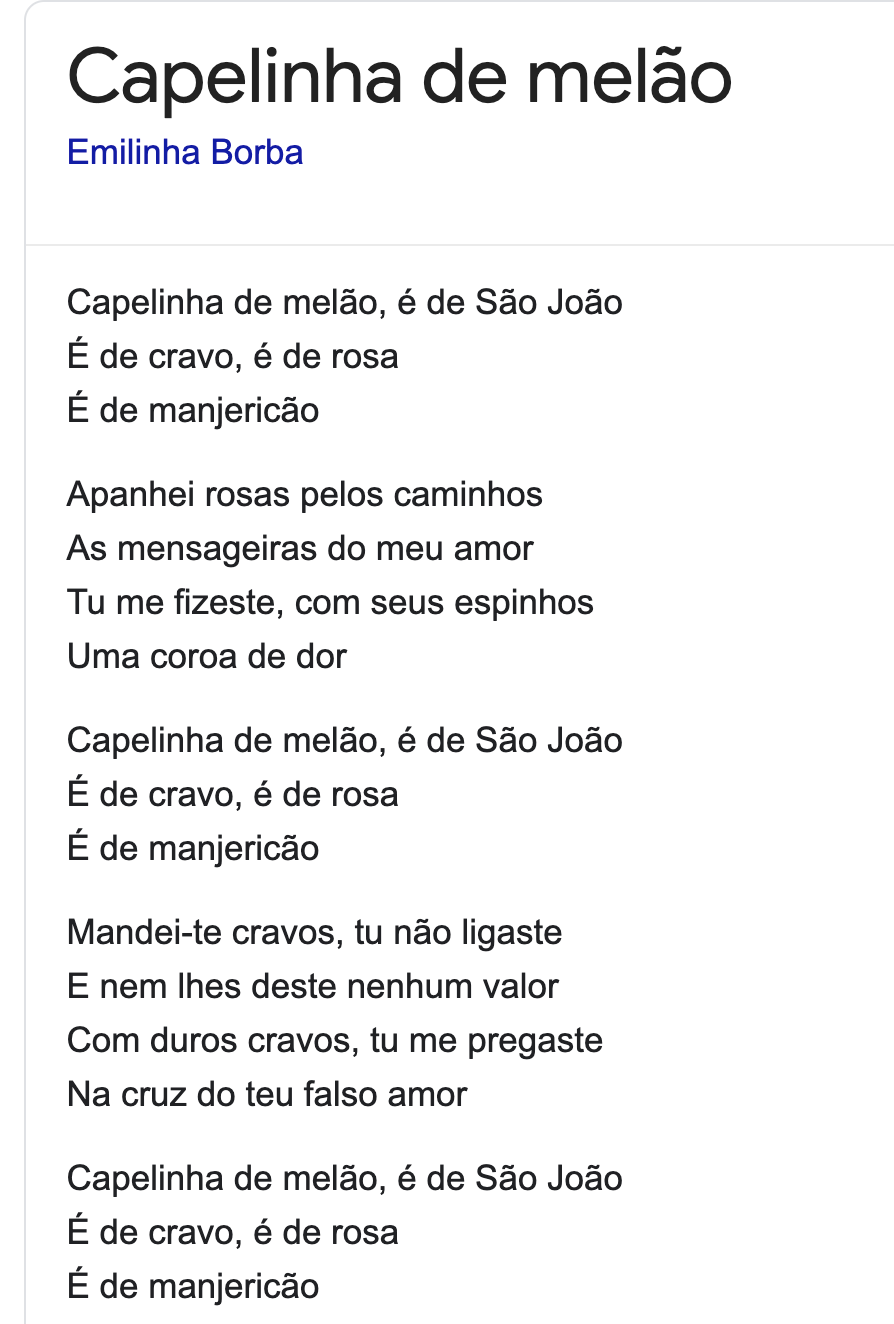 Capelinha de melão
Emilinha Borba
Capelinha de melão, é de São João
É de cravo, é de rosa
É de manjericão
Apanhei rosas pelos caminhos
As mensageiras do meu amor
Tu me fizeste, com seus espinhos
Uma coroa de dor
Capelinha de melão, é de São João
É de cravo, é de rosa
É de manjericão
Mandei-te cravos, tu não ligaste
E nem lhes deste nenhum valor
Com duros cravos, tu me pregaste
Na cruz do teu falso amor
Capelinha de melão, é de São João
É de cravo, é de rosa
É de manjericão